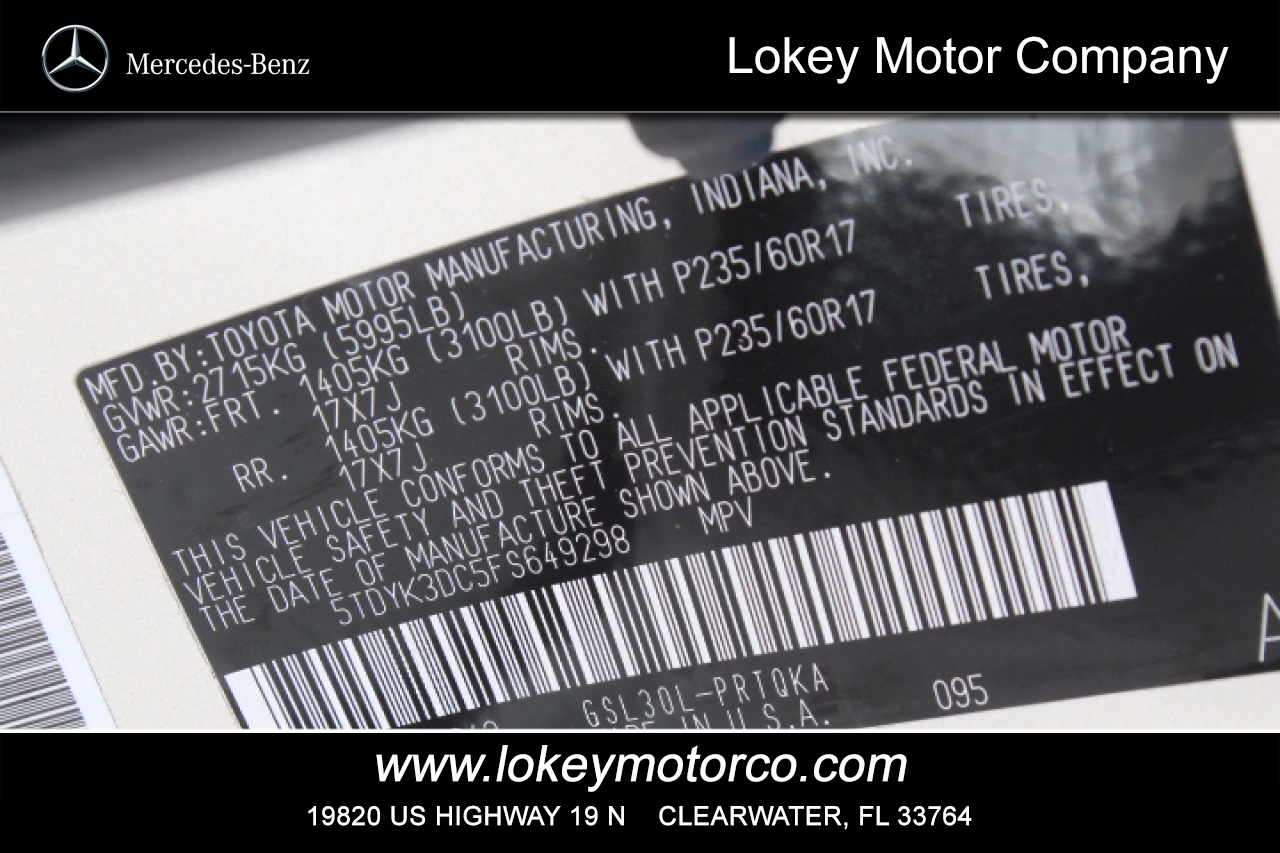 Mercedes-Benz
Lokey Motor Company
MFD.BY:TOYOTA MOTOR MANUFACTURING, INDIANA, INC.
GVWR:2715KG (5995LB)
GAWR:FRT. 1405KG (3100LB) WITH P235/60R17 TIRES,
17X7J RIMS.
RR. 1405KG (3100LB) WITH P235/60R17 TIRES,
17X7J RIMS.
THIS VEHICLE CONFORMS TO ALL APPLICABLE FEDERAL MOTOR
VEHICLE SAFETY AND THEFT PREVENTION STANDARDS IN EFFECT ON
THE DATE OF MANUFACTURE SHOWN ABOVE.
5TDYK3DC5FS649298 MPV
A
GSL30L-PRTQKA 095
IN U.S.A.
www.lokeymotorco.com
19820 US HIGHWAY 19 N CLEARWATER, FL 33764